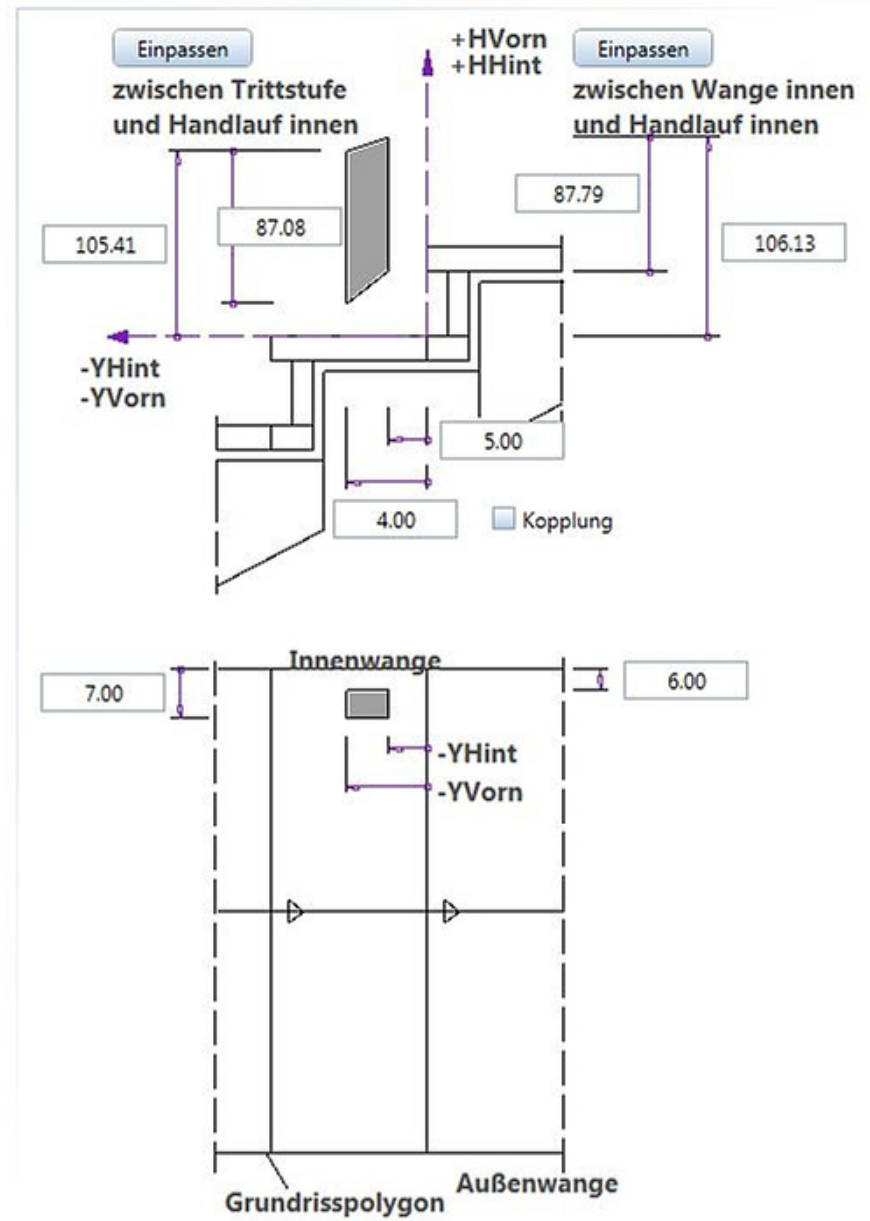 Einpassen
zwischen Trittstufe
und Handlauf innen
+HVorn
+HHint
Einpassen
zwischen Wange innen
und Handlauf innen
105.41
87.08
87.79
106.13
-YHint
-YVorn
5.00
4.00
Kopplung
Innenwange
7.00
6.00
-YHint
-YVorn
Außenwange
Grundrisspolygon